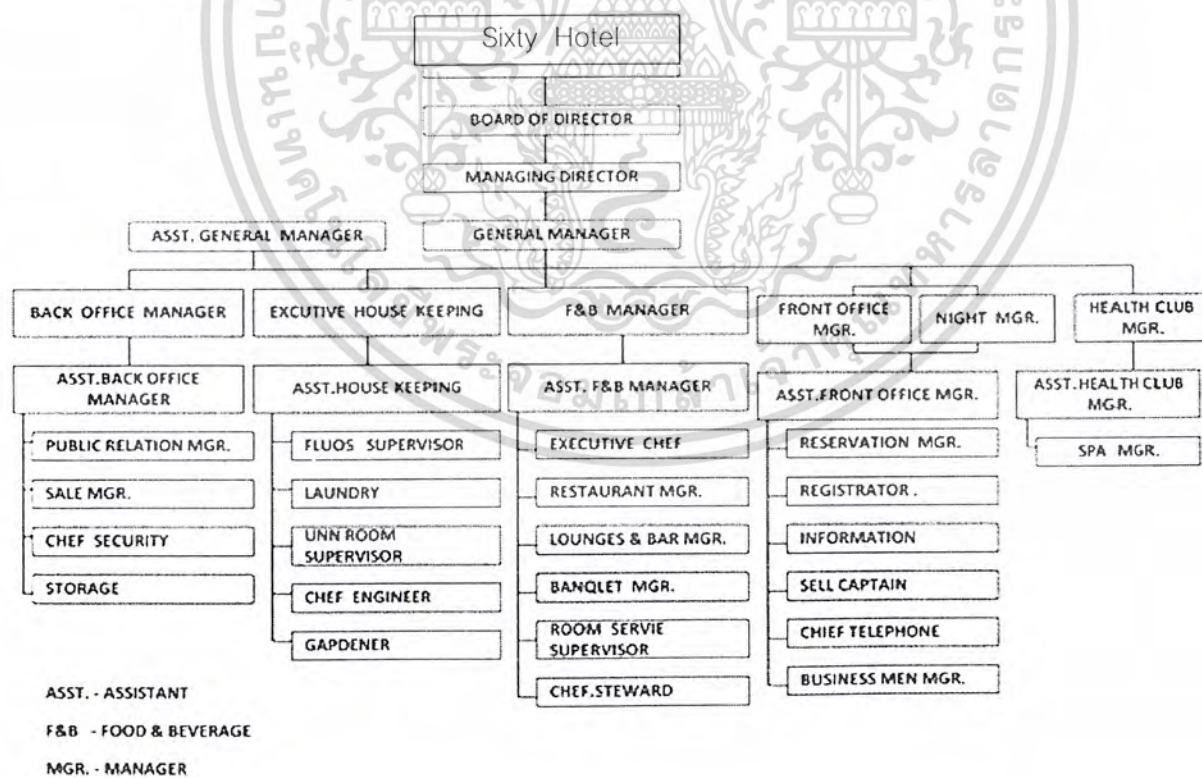 Sixty Hotel
BOARD OF DIRECTOR
MANAGING DIRECTOR
ASST. GENERAL MANAGER
GENERAL MANAGER
BACK OFFICE MANAGER
EXCUTIVE HOUSE KEEPING
F&B MANAGER
FRONT OFFICE
MGR.
NIGHT MGR.
HEALTH CLUB
MGR.
ASST.BACK OFFICE
MANAGER
ASST.HOUSE KEEPING
ASST. F&B MANAGER
ASST.FRONT OFFICE MGR.
ASST.HEALTH CLUB
MGR.
PUBLIC RELATION MGR.
SALE MGR.
CHEF SECURITY
STORAGE
FLUOS SUPERVISOR
LAUNDRY
UNN ROOM
SUPERVISOR
CHEF ENGINEER
GAPDENER
EXECUTIVE CHEF
RESTAURANT MGR.
LOUNGES & BAR MGR.
BANQLET MGR.
ROOM SERVIE
SUPERVISOR
CHEF.STEWARD
RESERVATION MGR.
REGISTRATOR .
INFORMATION
SELL CAPTAIN
CHIEF TELEPHONE
BUSINESS MEN MGR.
SPA MGR.
ASST. - ASSISTANT
F&B - FOOD & BEVERAGE
MGR. - MANAGER